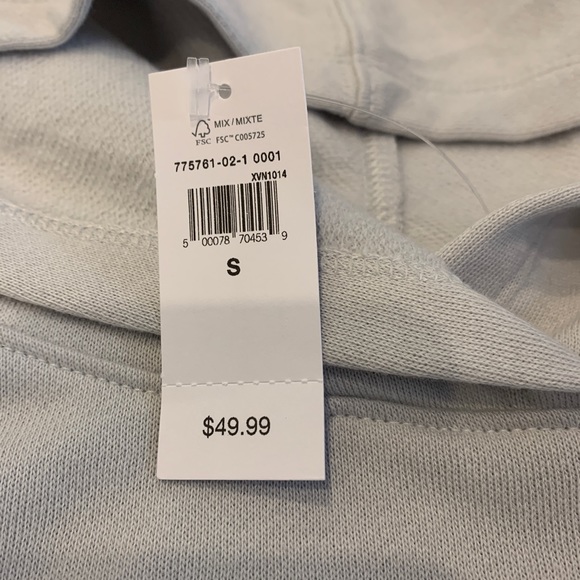 MIX / MIXTE
FSC FSC™ C005725
775761-02-1 0001
XVN1014
5 00078 70453 9
S
$49.99